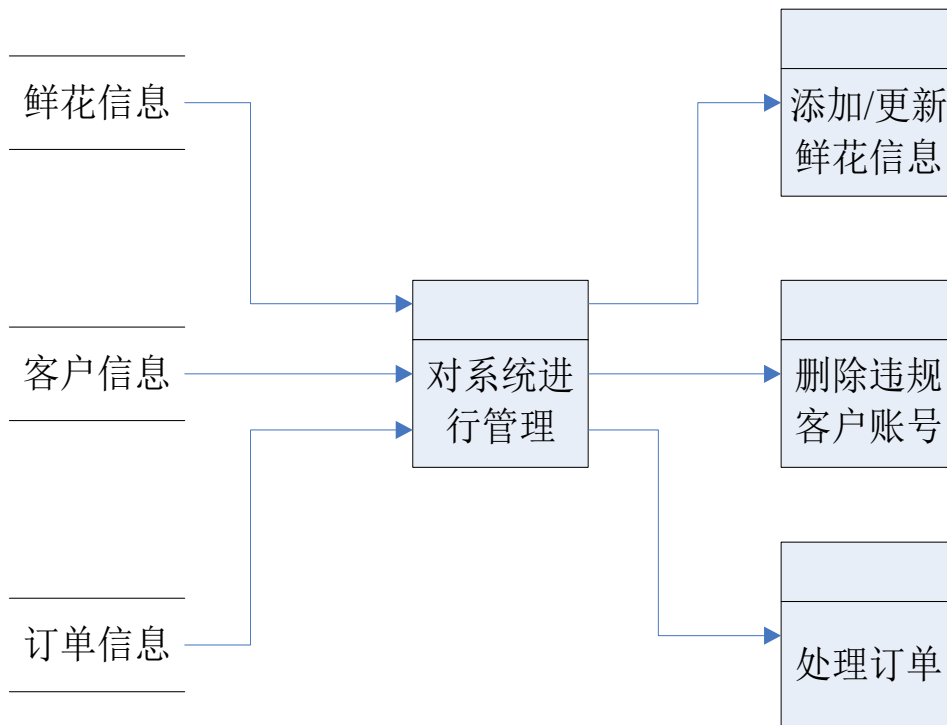 鲜花信息
添加/更新
鲜花信息
客户信息
对系统进
行管理
删除违规
客户账号
订单信息
处理订单